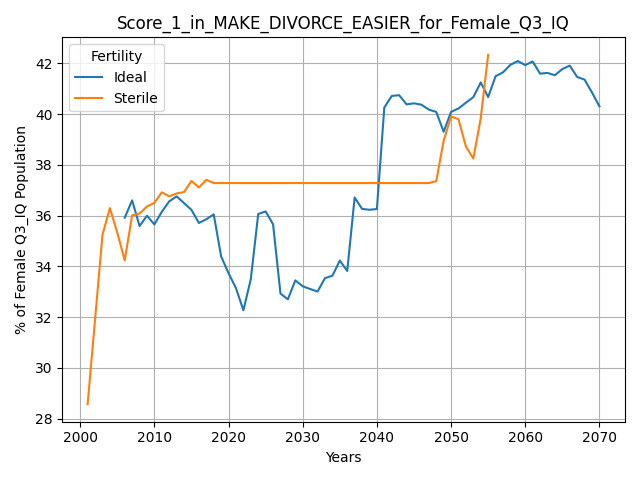 Score_1_in_MAKE_DIVORCE_EASIER_for_Female_Q3_IQ
Fertility
Ideal
Sterile
% of Female Q3_IQ Population
42
40
38
36
34
32
30
28
2000 2010 2020 2030 2040 2050 2060 2070
Years